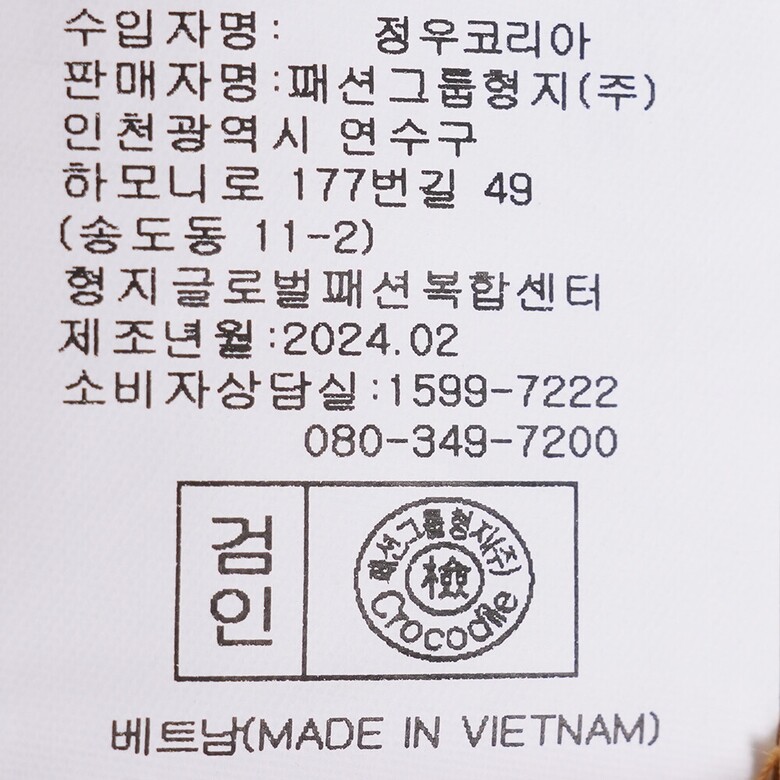 수입자명: 정우코리아
판매자명:패션그룹형지(주)
인천광역시 연수구
하모니로 177번길 49
(송도동 11-2)
형지글로벌패션복합센터
제조년월:2024.02
소비자상담실:1599-7222
080-349-7200
검인
패션그룹형지(주)
檢
Crocodile
베트남(MADE IN VIETNAM)